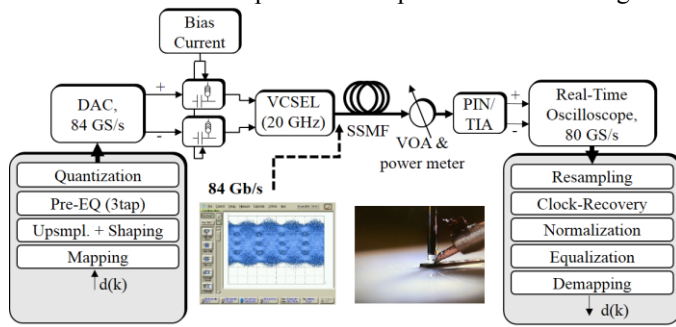 Bias
Current
DAC,
84 GS/s
+
-
VCSEL
(20 GHz)
SSMF
VOA &
power meter
PIN/
TIA
+
-
Real-Time
Oscilloscope,
80 GS/s
Quantization
Pre-EQ (3tap)
Upsmpl. + Shaping
Mapping
d(k)
84 Gb/s
Resampling
Clock-Recovery
Normalization
Equalization
Demapping
d(k)